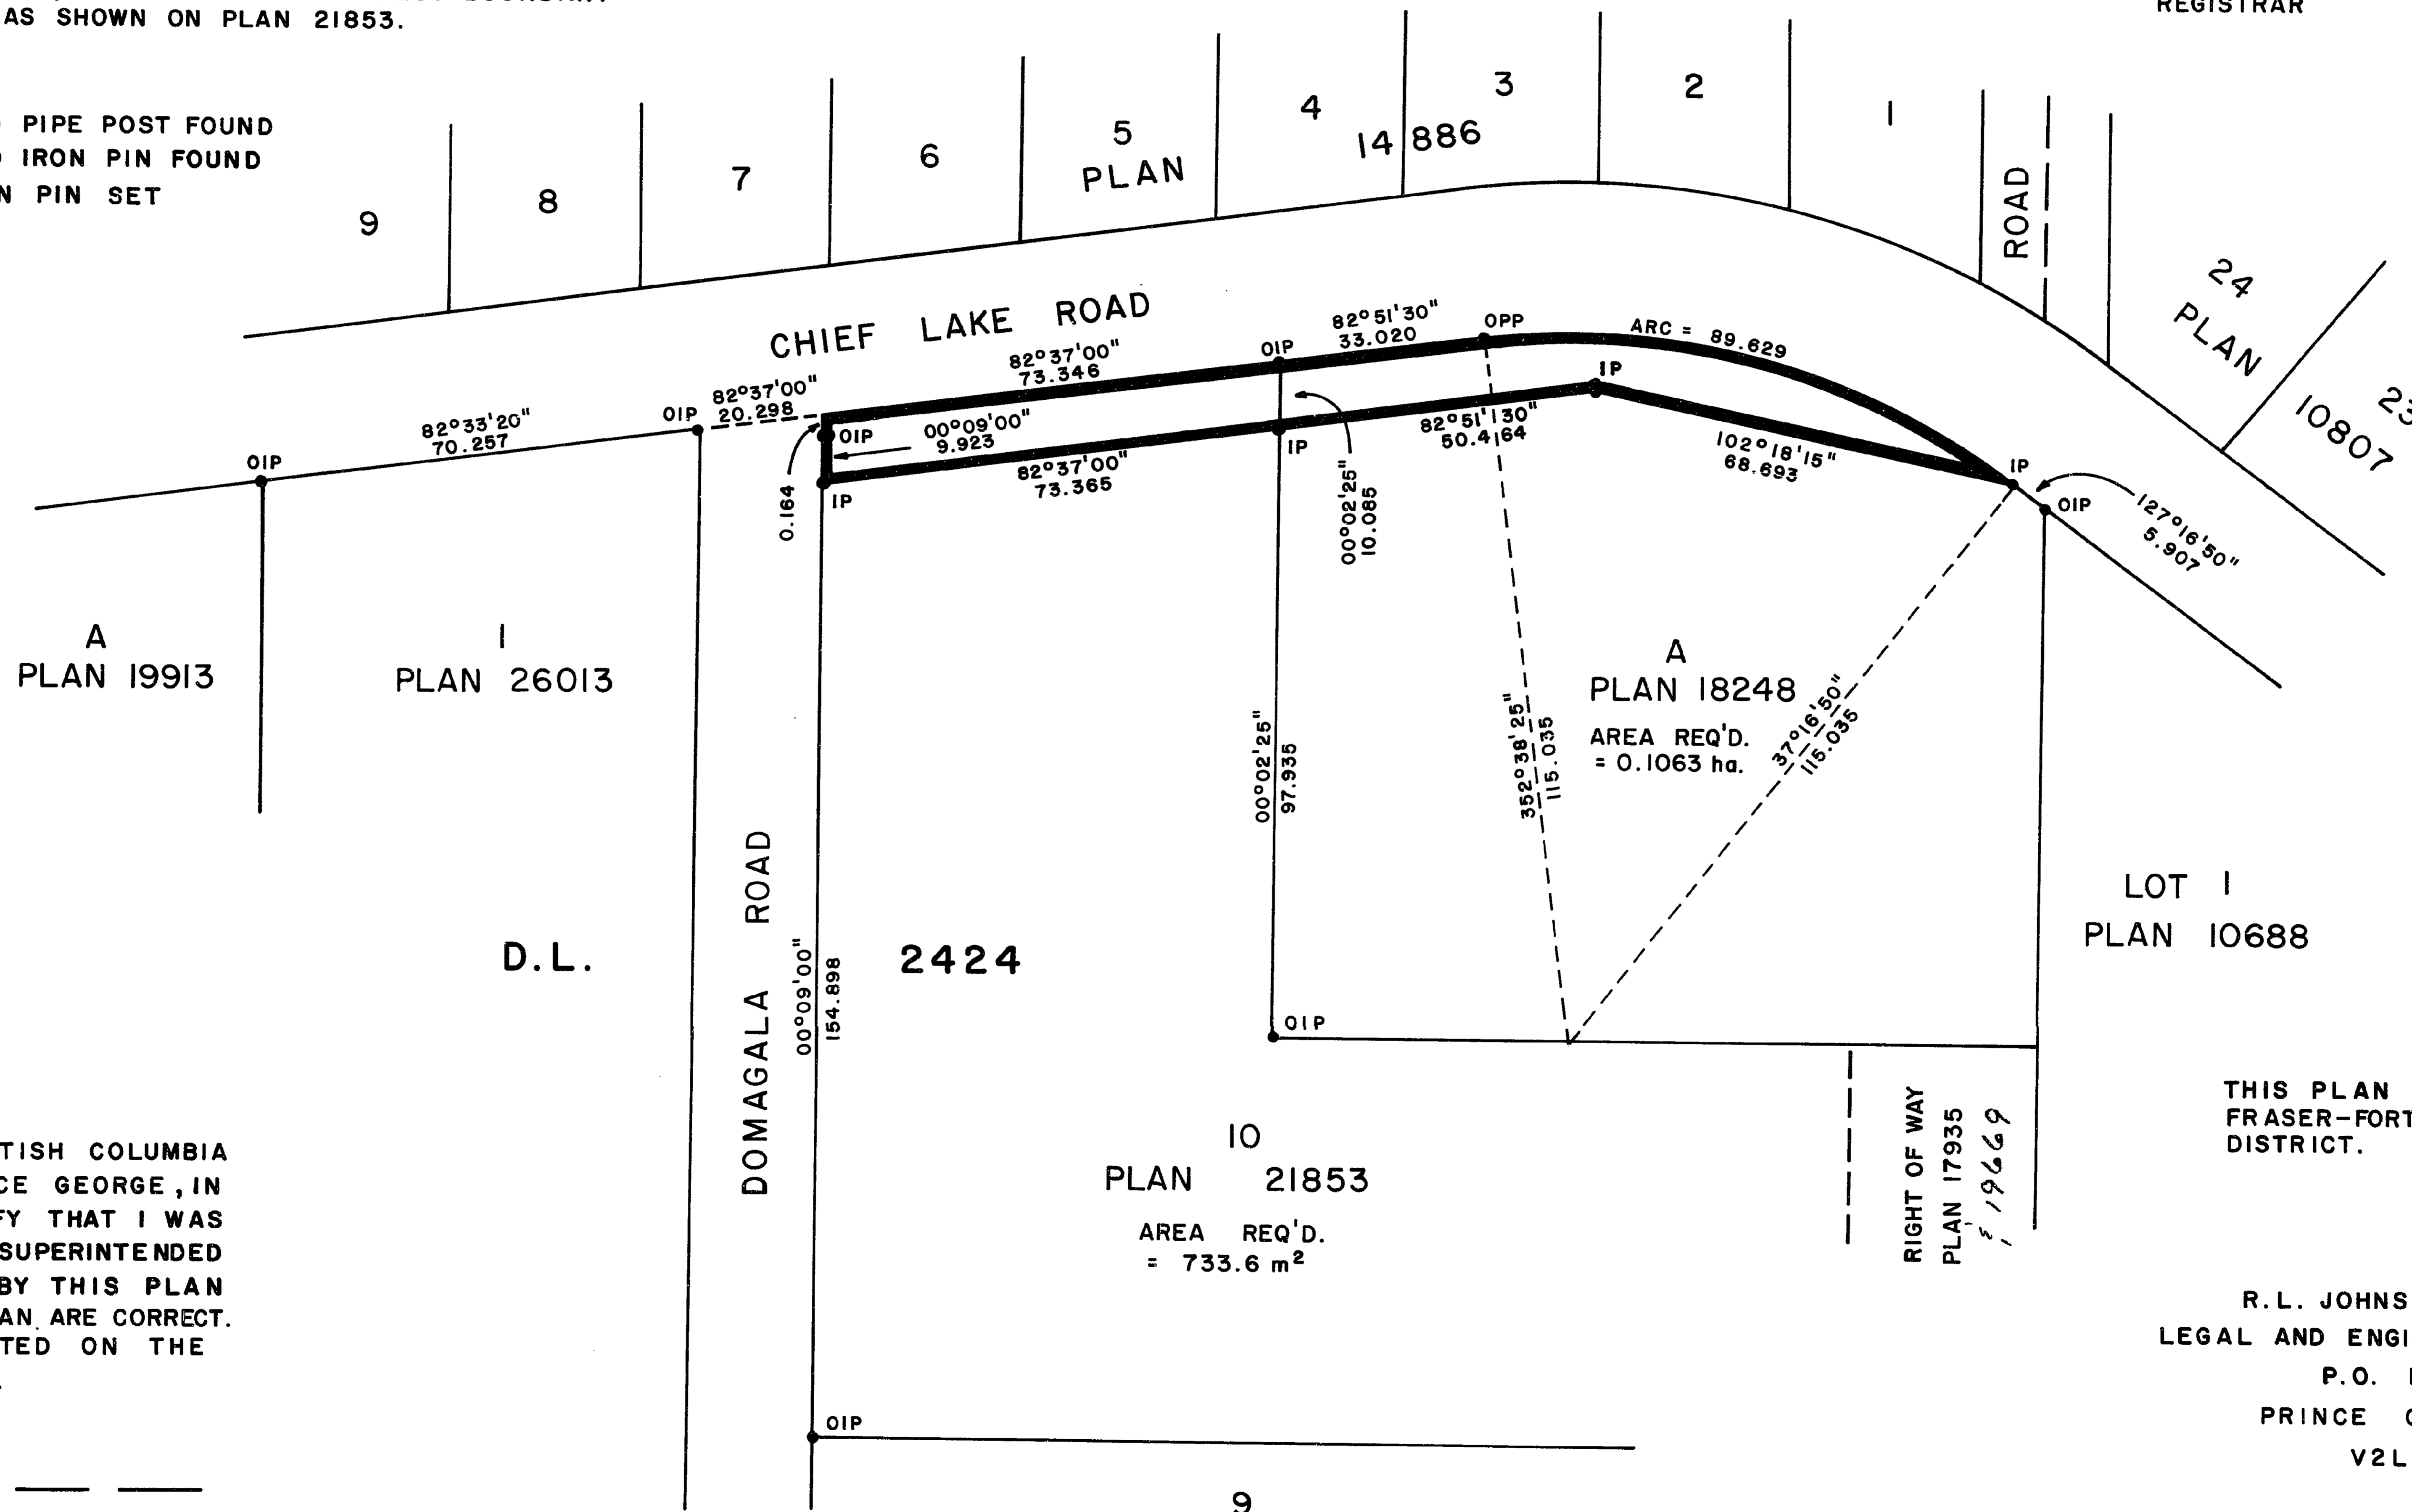 AS SHOWN ON PLAN 21853.
REGISTRAR
PIPE POST FOUND
IRON PIN FOUND
PIN SET
9
8
7
6
5
4
3
2
1
PLAN 14886
ROAD
24
PLAN
10807
23
CHIEF LAKE ROAD
82°33'20"
70.257
OIP
OIP
82°37'00"
20.298
82°37'00"
73.346
OIP
82°51'30"
33.020
OPP
ARC = 89.629
OIP
00°09'00"
9.923
0.164
IP
82°37'00"
73.365
IP
00°02'25"
10.085
82°51'30"
50.4164
IP
102°18'15"
68.693
IP
OIP
127°16'50"
5.907
A
PLAN 19913
1
PLAN 26013
A
PLAN 18248
AREA REQ'D.
= 0.1063 ha.
00°02'25"
97.935
352°38'25"
115.035
37°16'50"
115.035
LOT 1
PLAN 10688
D.L. 2424
DOMAGALA ROAD
00°09'00"
154.898
OIP
10
PLAN 21853
AREA REQ'D.
= 733.6 m²
RIGHT OF WAY
PLAN 17935
19669
OIP
9
THIS PLAN
FRASER-FORT
DISTRICT.
COLUMBIA
GEORGE, IN
THAT I WAS
SUPERINTENDED
BY THIS PLAN
ARE CORRECT.
ON THE
R.L. JOHNS
LEGAL AND ENGI
P.O.
PRINCE
V2L